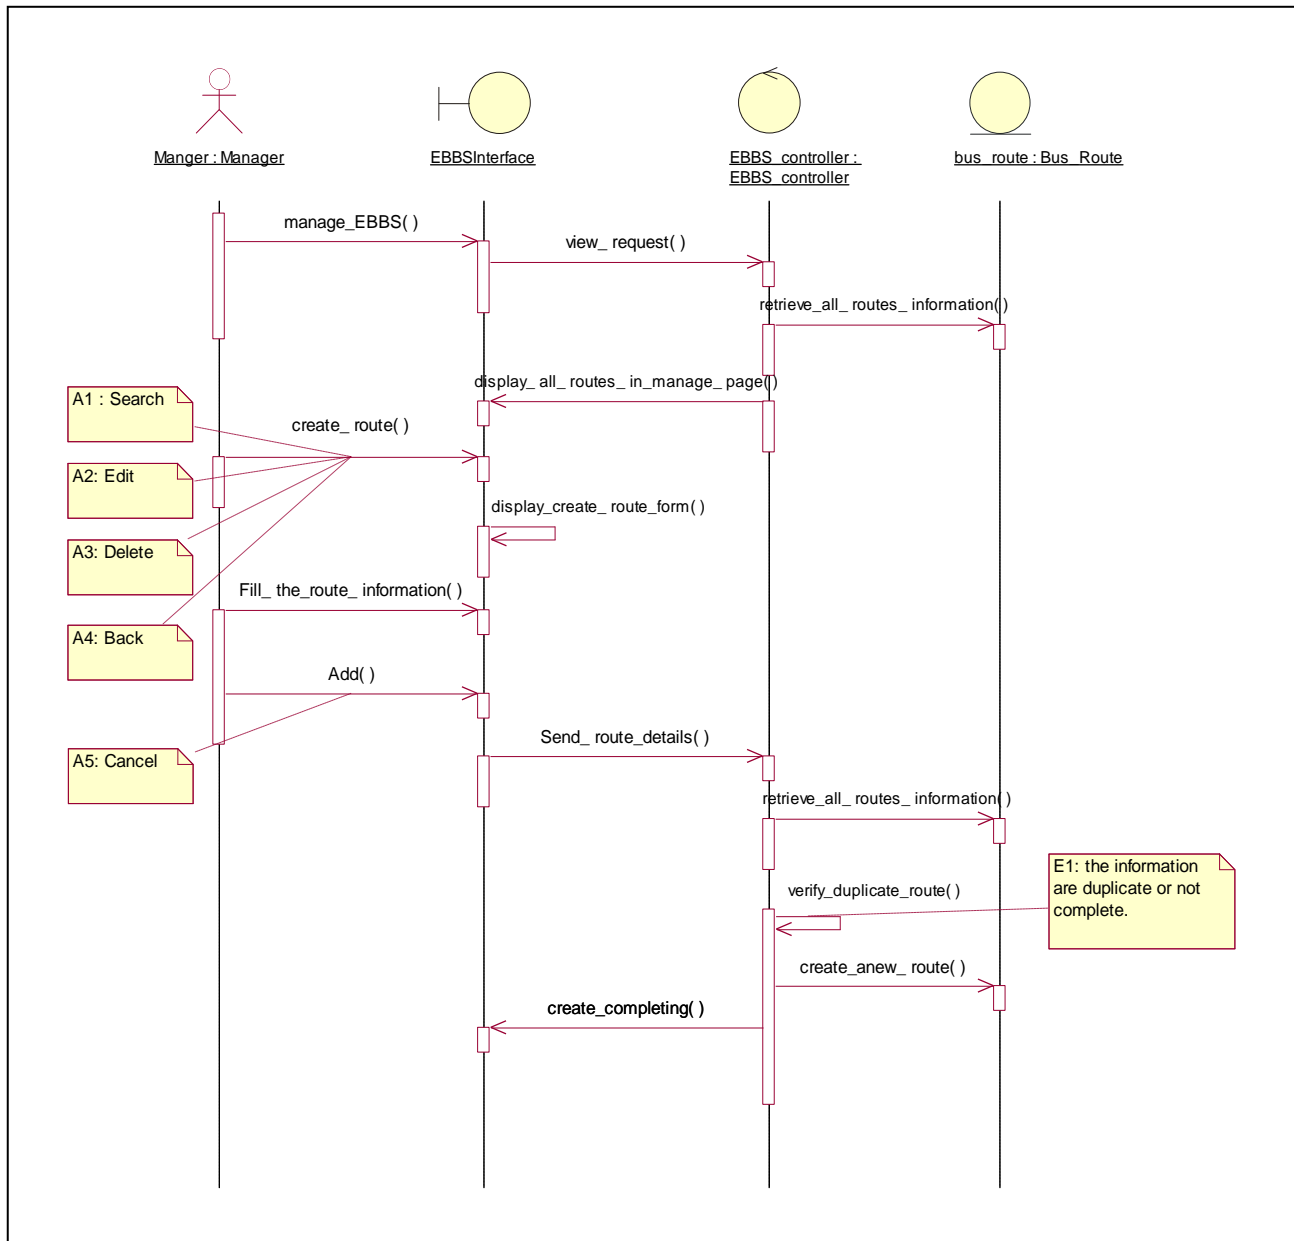 Manger : Manager
EBBSInterface
EBBS_controller :
EBBS_controller
bus_route : Bus_Route
manage_EBBS( )
view_ request( )
retrieve_all_ routes_ information( )
display_ all_ routes_ in_manage_ page( )
A1 : Search
create_ route( )
A2: Edit
display_create_ route_form( )
A3: Delete
Fill_ the_route_ information( )
A4: Back
Add( )
Send_ route_details( )
A5: Cancel
retrieve_all_ routes_ information( )
E1: the information
are duplicate or not
complete.
verify_duplicate_route( )
create_anew_ route( )
create_completing( )